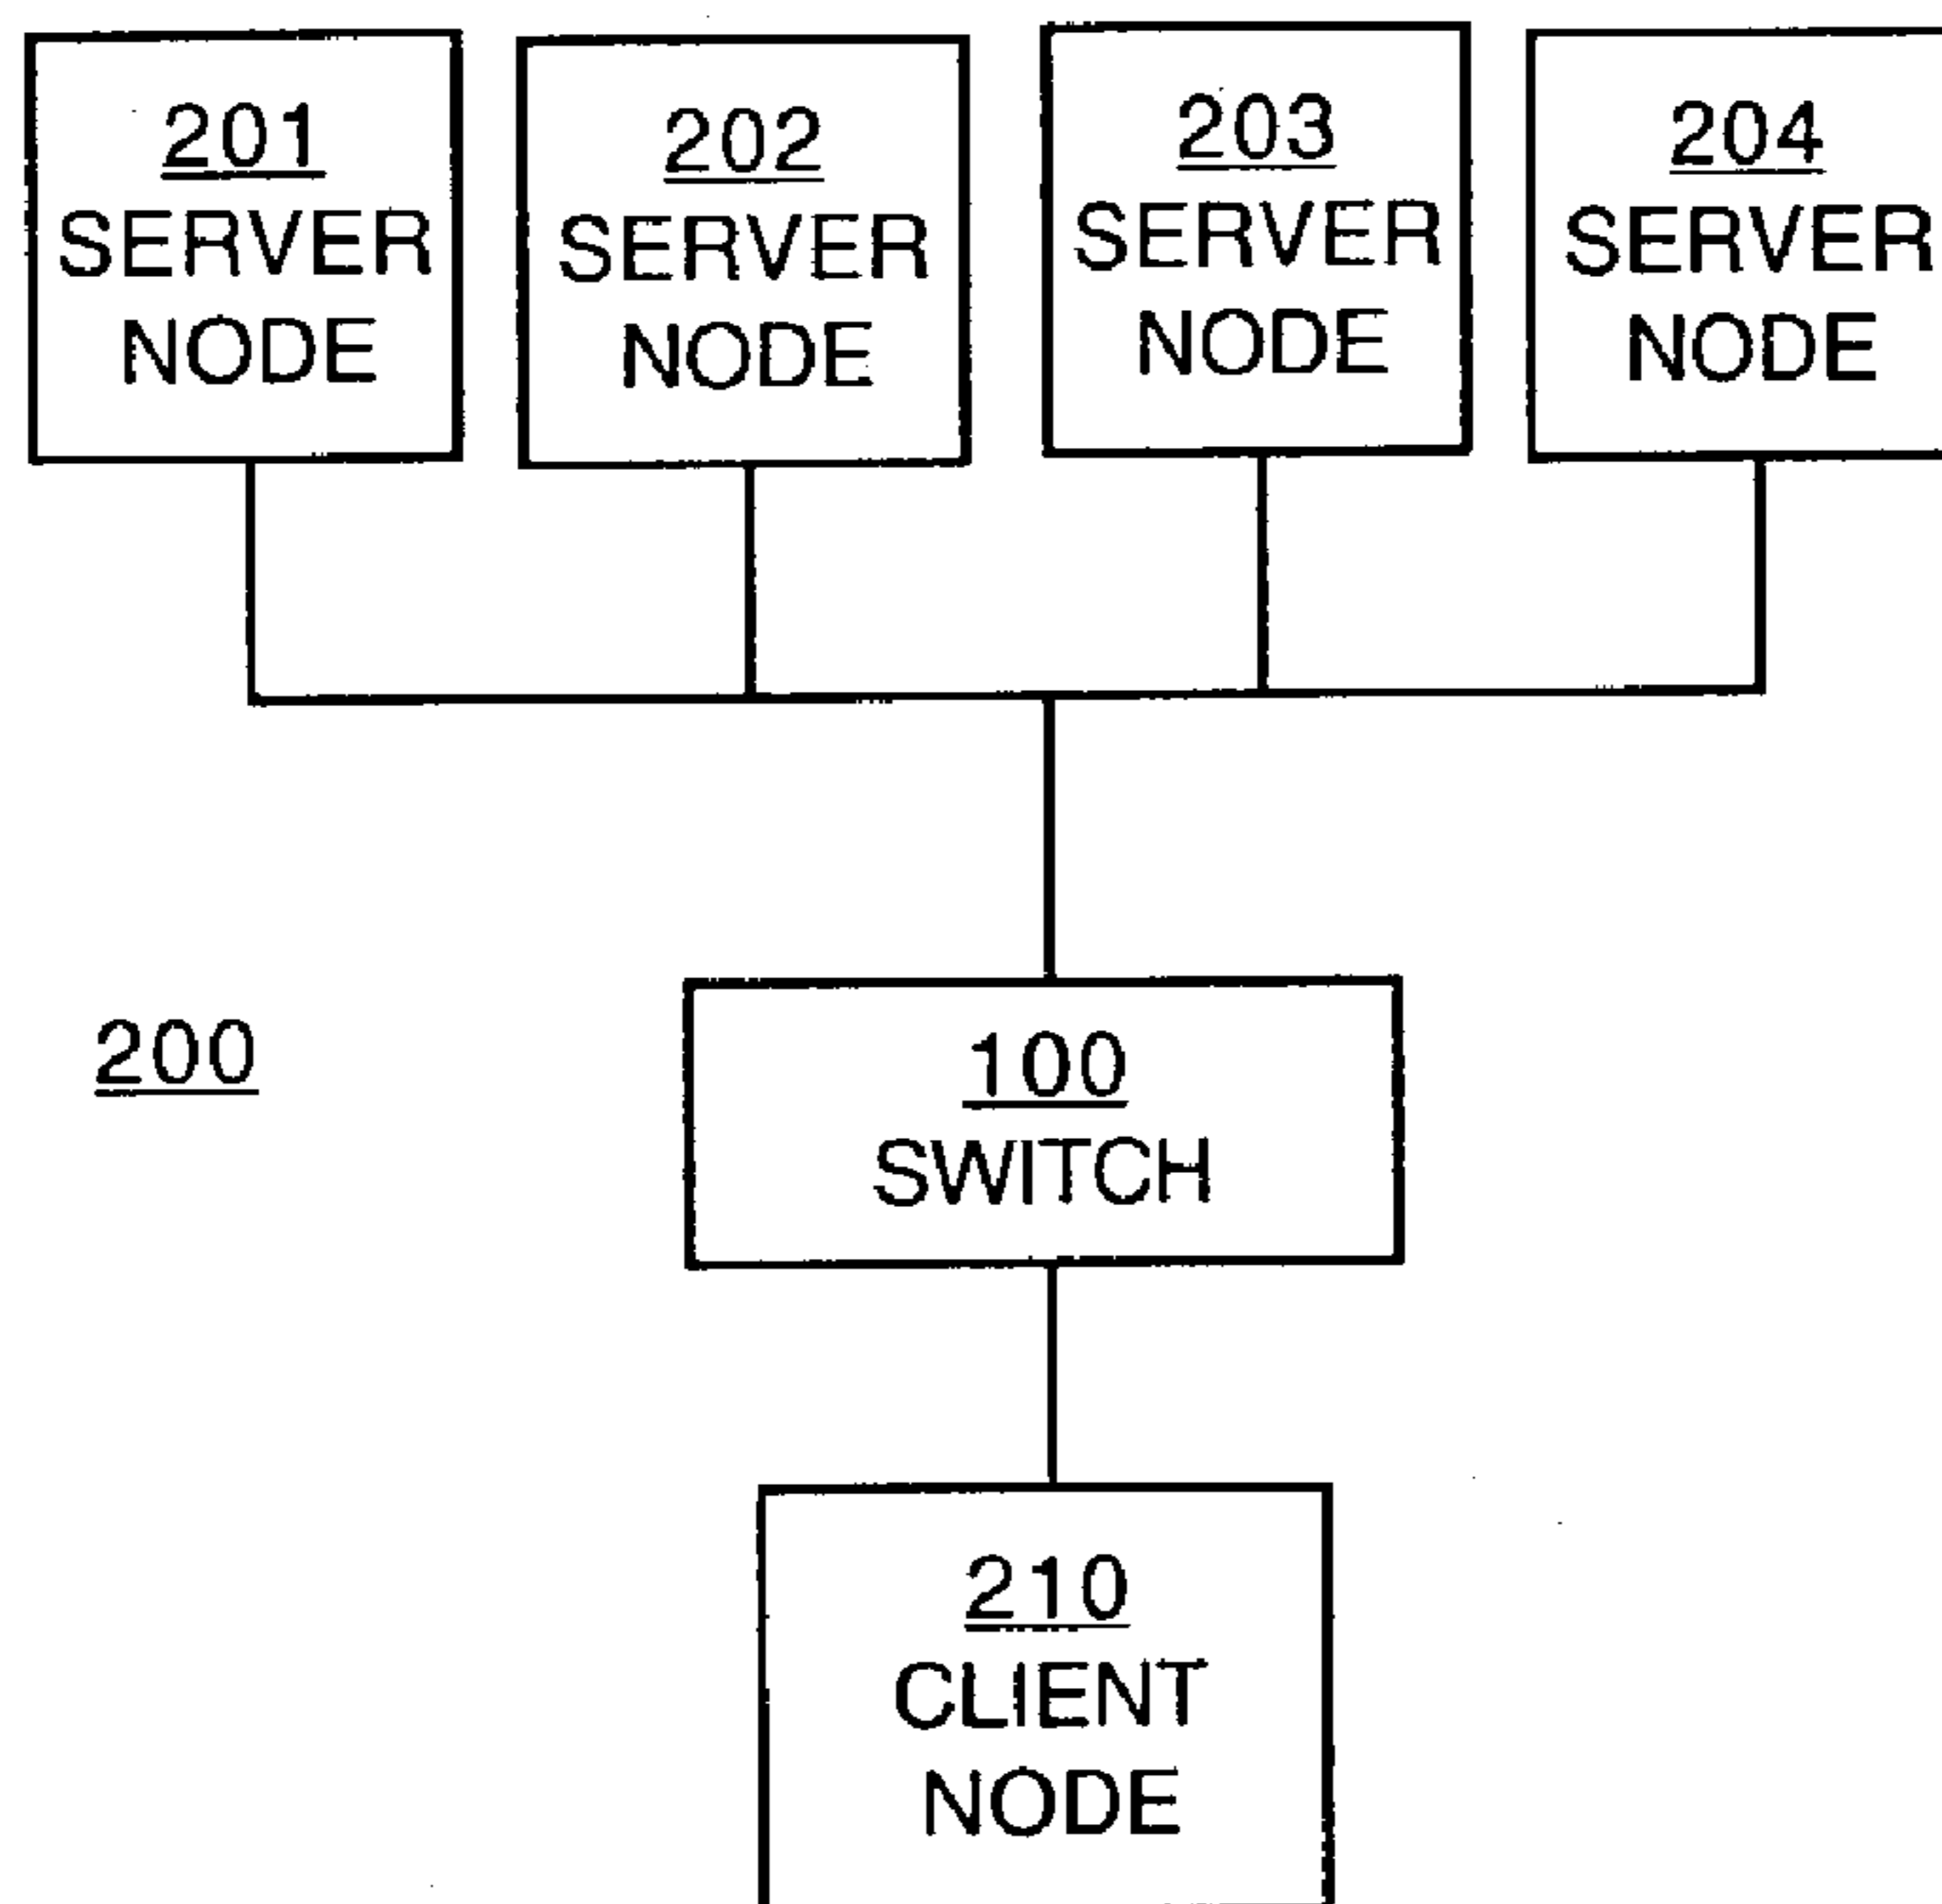 201
SERVER
NODE
202
SERVER
NODE
203
SERVER
NODE
204
SERVER
NODE
200
100
SWITCH
210
CLIENT
NODE